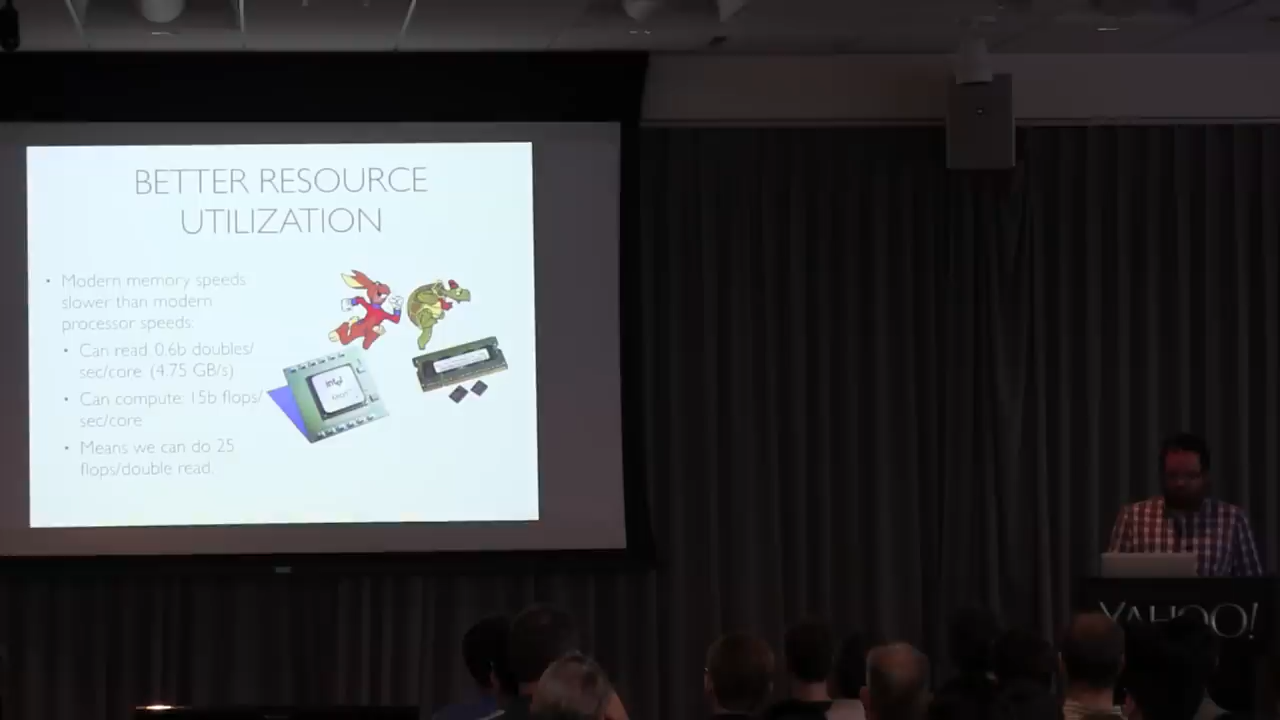 BETTER RESOURCE
UTILIZATION
• Modern memory speeds
slower than modern
processor speeds:
• Can read: 0.6b doubles/
sec/core (4.75 GB/s)
• Can compute: 15b flops/
sec/core
• Means we can do 25
flops/double read.
intel
YAHOO!